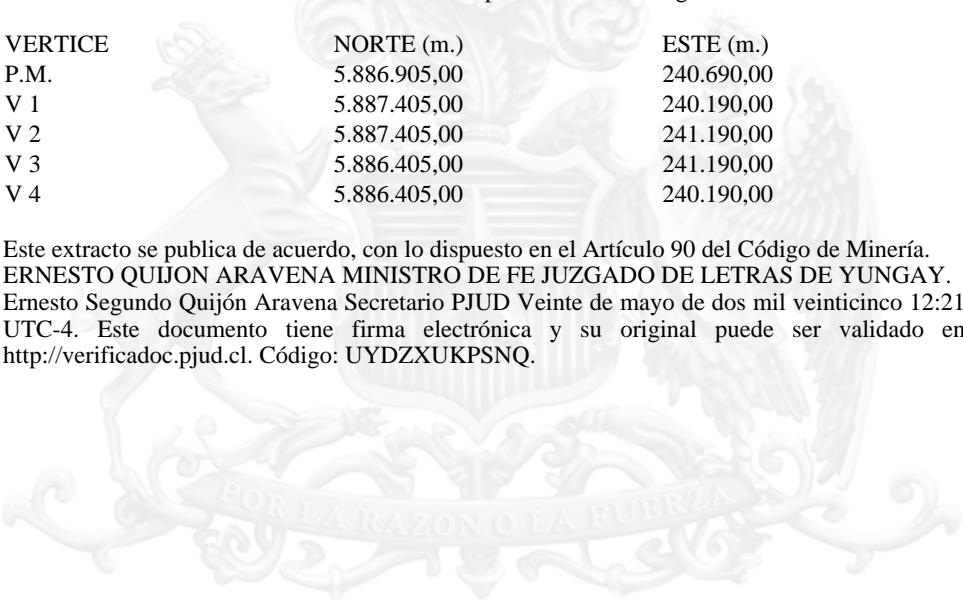 VERTICE NORTE (m.) ESTE (m.)
P.M. 5.886.905,00 240.690,00
V 1 5.887.405,00 240.190,00
V 2 5.887.405,00 241.190,00
V 3 5.886.405,00 241.190,00
V 4 5.886.405,00 240.190,00
Este extracto se publica de acuerdo, con lo dispuesto en el Artículo 90 del Código de Minería.
ERNESTO QUIJON ARAVENA MINISTRO DE FE JUZGADO DE LETRAS DE YUNGAY.
Ernesto Segundo Quijón Aravena Secretario PJUD Veinte de mayo de dos mil veinticinco 12:21
UTC-4. Este documento tiene firma electrónica y su original puede ser validado en
http://verificadoc.pjud.cl. Código: UYDZXUKPSNQ.
POR LA RAZON O LA FUERZA